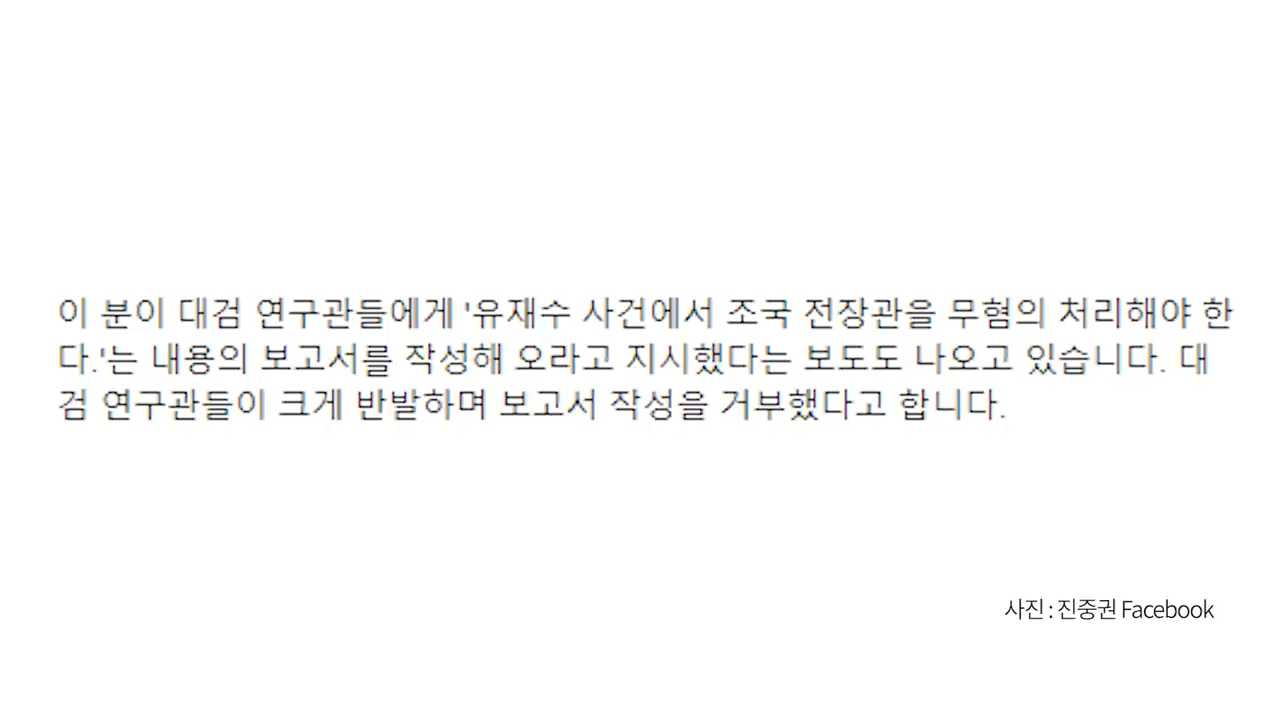 이 분이 대검 연구관들에게 '유재수 사건에서 조국 전장관을 무혐의 처리해야 한
다.'는 내용의 보고서를 작성해 오라고 지시했다는 보도도 나오고 있습니다. 대
검 연구관들이 크게 반발하며 보고서 작성을 거부했다고 합니다.
사진 : 진중권 Facebook